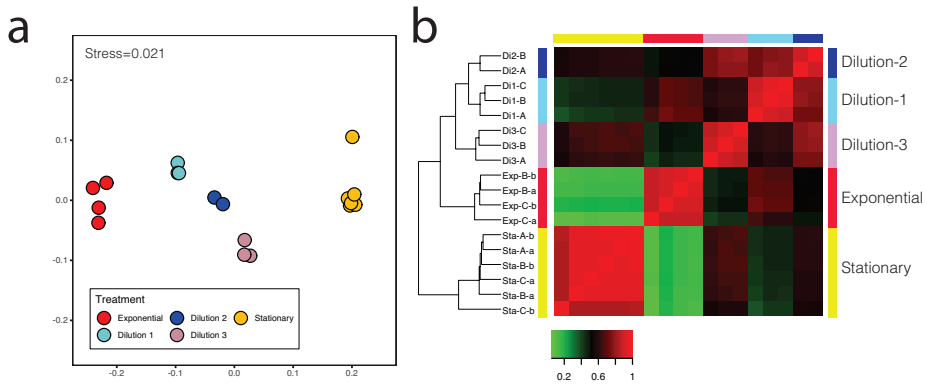 a
Stress=0.021
0.2
0.1
0.0
-0.1
-0.2
-0.2
-0.1
0.0
0.1
0.2
Treatment
Exponential
Dilution 2
Stationary
Dilution 1
Dilution 3
b
Di2-B
Di2-A
Di1-C
Di1-B
Di1-A
Di3-C
Di3-B
Di3-A
Exp-B-b
Exp-B-a
Exp-C-b
Exp-C-a
Sta-A-b
Sta-A-a
Sta-B-b
Sta-C-a
Sta-B-a
Sta-C-b
Dilution-2
Dilution-1
Dilution-3
Exponential
Stationary
0.2
0.6
1